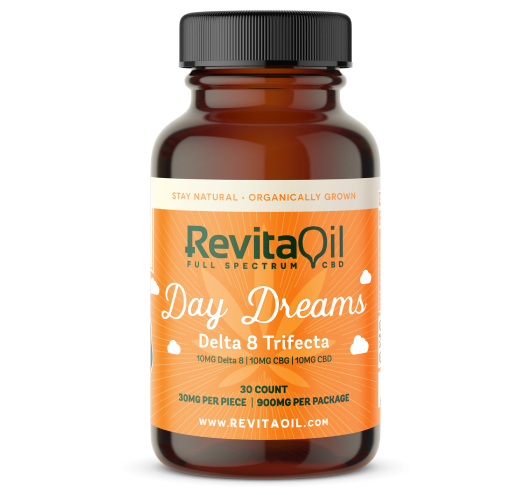 STAY NATURAL • ORGANICALLY GROWN
RevitaOil
FULL SPECTRUM CBD
Day Dreams
Delta 8 Trifecta
10MG Delta 8 | 10MG CBG | 10MG CBD
30 COUNT
30MG PER PIECE | 900MG PER PACKAGE
WWW.REVITAOIL.COM